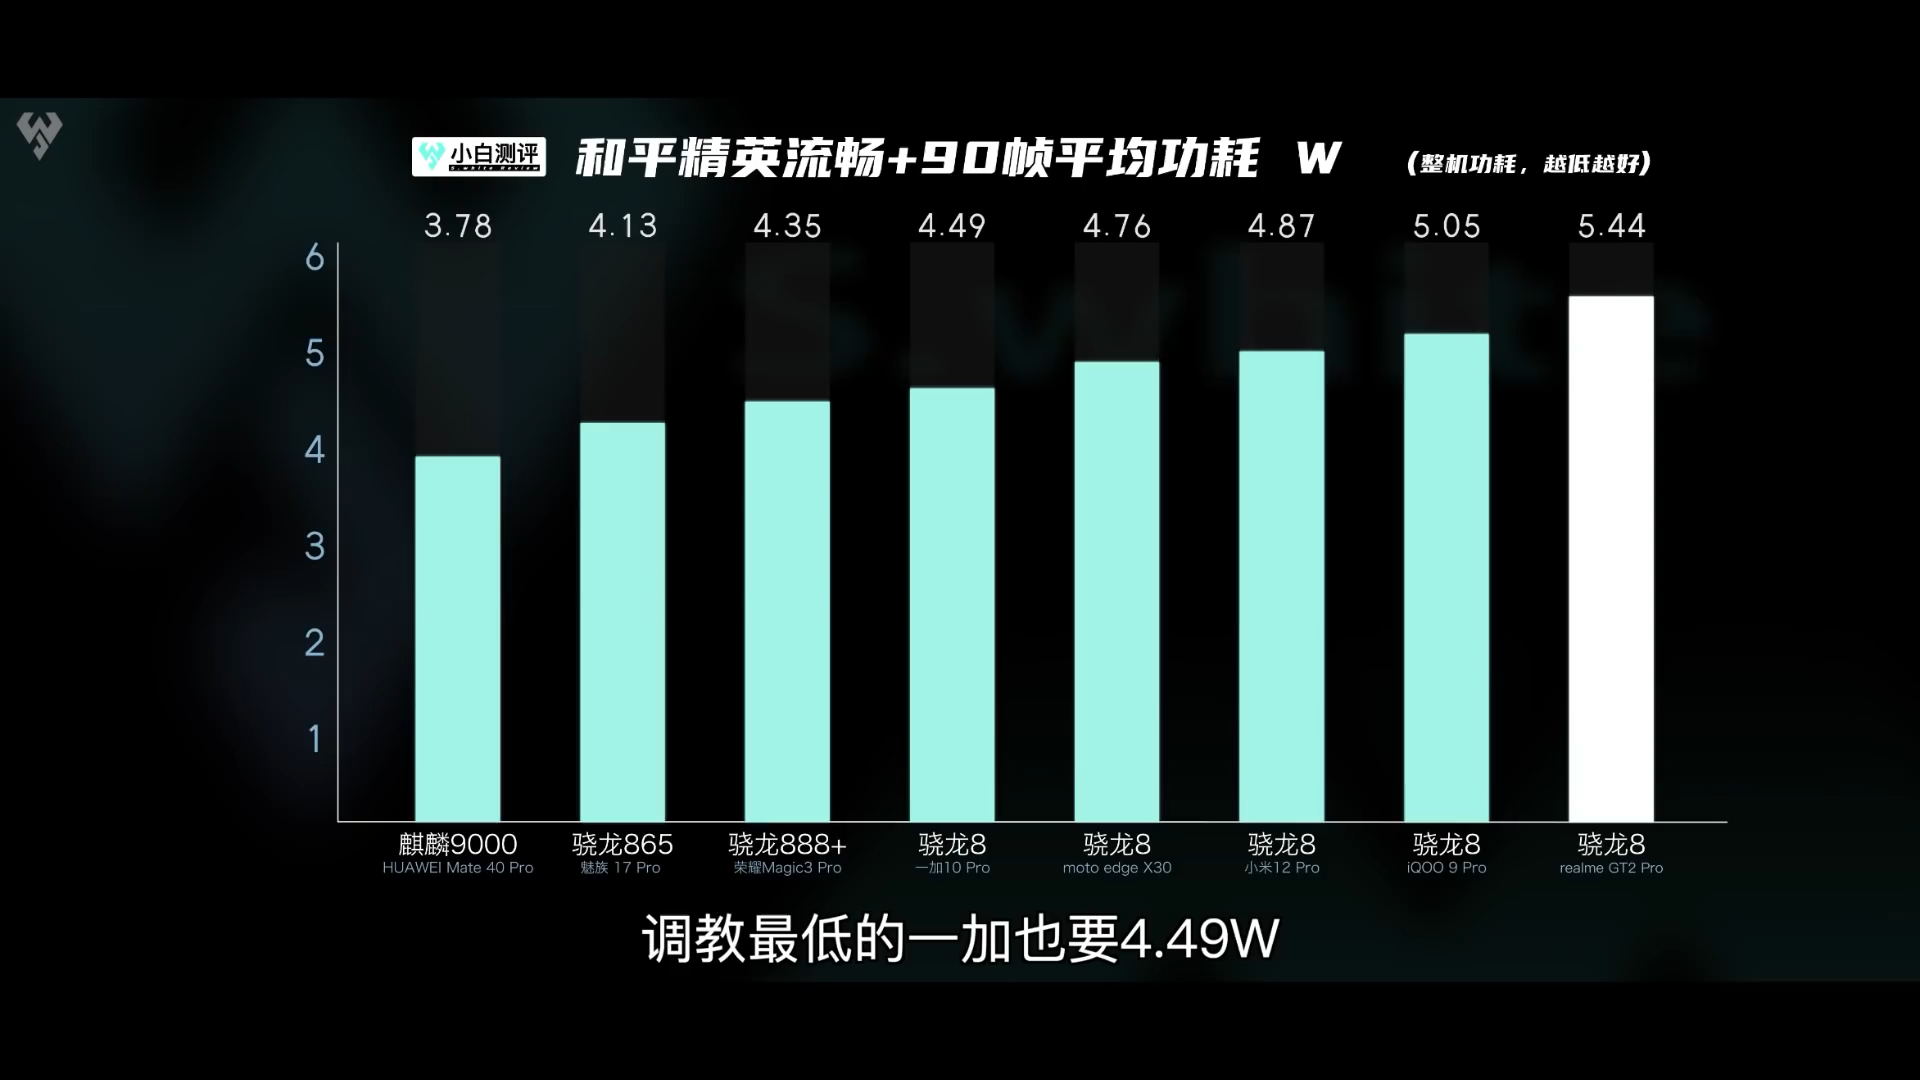 小白测评
S.white Review
和平精英流畅+90帧平均功耗 W
(整机功耗，越低越好)
3.78 4.13 4.35 4.49 4.76 4.87 5.05 5.44
6
5
4
3
2
1
麒麟9000 骁龙865 骁龙888+ 骁龙8 骁龙8 骁龙8 骁龙8 骁龙8
HUAWEI Mate 40 Pro 魅族 17 Pro 荣耀Magic3 Pro 一加10 Pro moto edge X30 小米12 Pro iQOO 9 Pro realme GT2 Pro
S.white
调教最低的一加也要4.49W